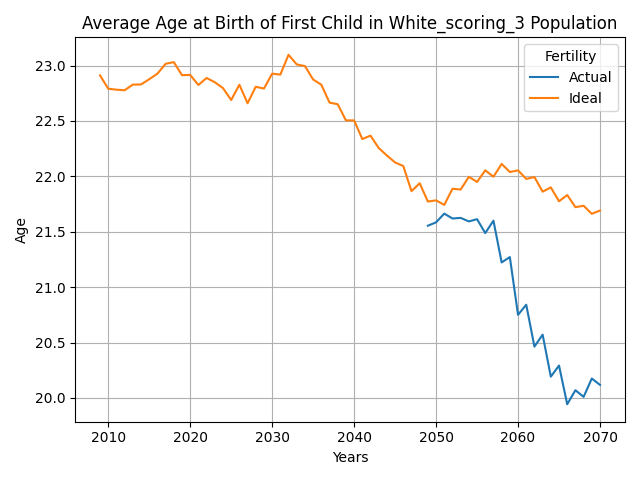 Average Age at Birth of First Child in White_scoring_3 Population
Fertility
Actual
Ideal
Age
23.0
22.5
22.0
21.5
21.0
20.5
20.0
2010 2020 2030 2040 2050 2060 2070
Years